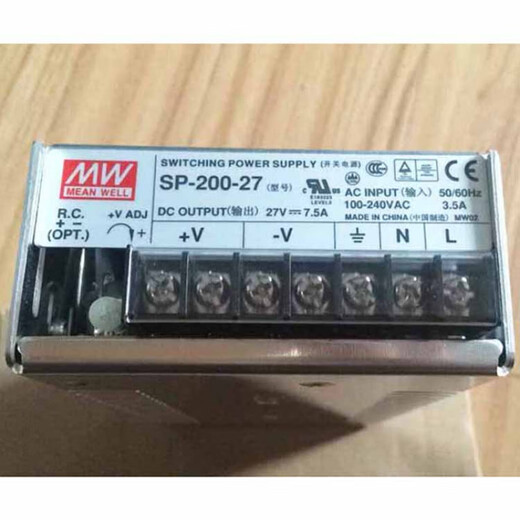 MW
MEAN WELL
SWITCHING POWER SUPPLY (开关电源)
SP-200-27 (型号)
DC OUTPUT(输出) 27V⎓7.5A
AC INPUT(输入) 50/60Hz
100-240VAC 3.5A
MADE IN CHINA (中国制造) MW02
R.C. +V ADJ
+ − − +
(OPT.)
+V -V N L